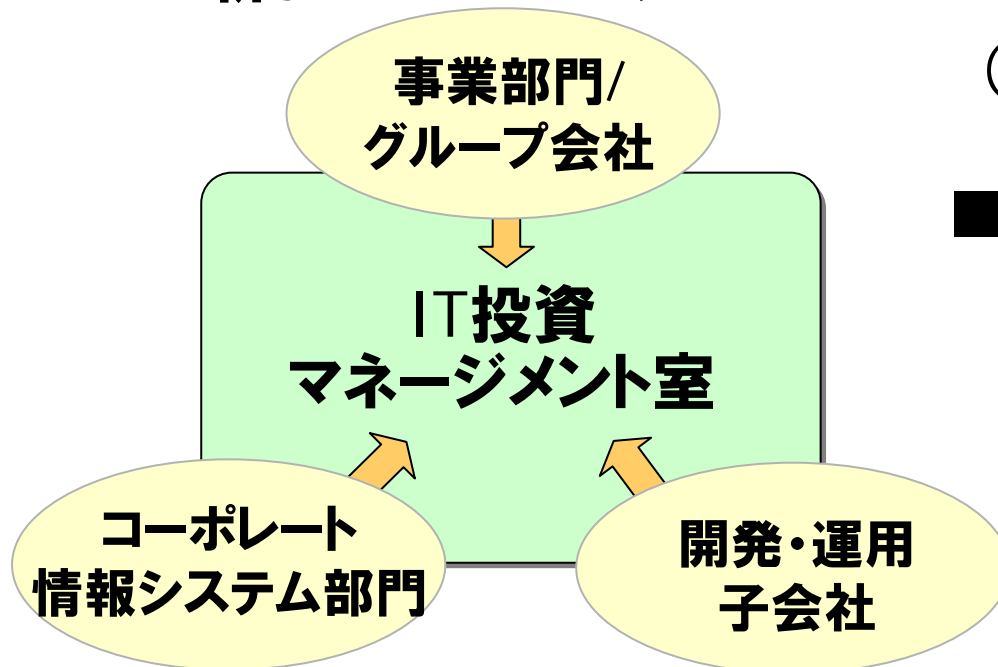 事業部門/
グループ会社
IT投資
マネージメント室
コーポレート
情報システム部門
開発・運用
子会社